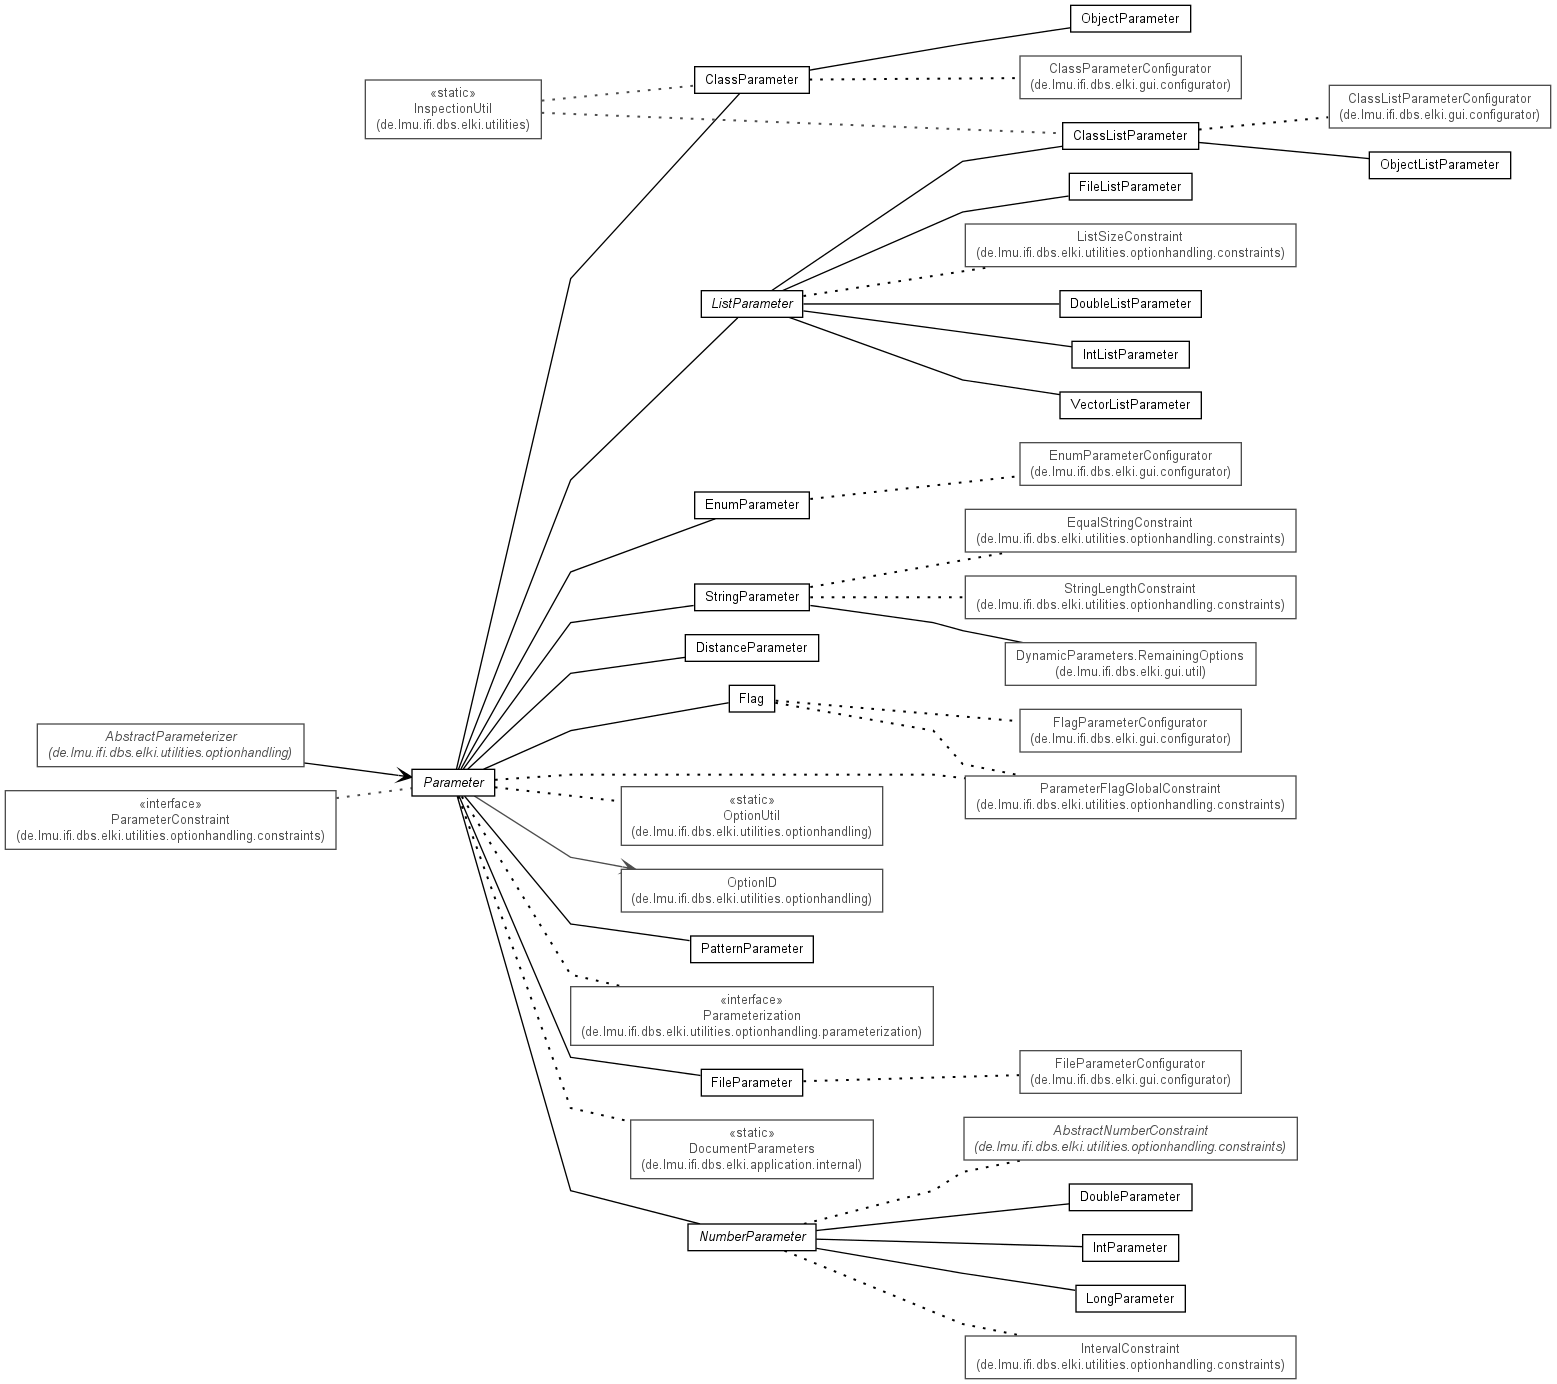 ObjectParameter
ClassParameter
ClassParameterConfigurator
(de.lmu.ifi.dbs.elki.gui.configurator)
«static»
InspectionUtil
(de.lmu.ifi.dbs.elki.utilities)
ClassListParameterConfigurator
(de.lmu.ifi.dbs.elki.gui.configurator)
ClassListParameter
ObjectListParameter
FileListParameter
ListSizeConstraint
(de.lmu.ifi.dbs.elki.utilities.optionhandling.constraints)
ListParameter
DoubleListParameter
IntListParameter
VectorListParameter
EnumParameterConfigurator
(de.lmu.ifi.dbs.elki.gui.configurator)
EnumParameter
EqualStringConstraint
(de.lmu.ifi.dbs.elki.utilities.optionhandling.constraints)
StringParameter
StringLengthConstraint
(de.lmu.ifi.dbs.elki.utilities.optionhandling.constraints)
DistanceParameter
DynamicParameters.RemainingOptions
(de.lmu.ifi.dbs.elki.gui.util)
Flag
FlagParameterConfigurator
(de.lmu.ifi.dbs.elki.gui.configurator)
AbstractParameterizer
(de.lmu.ifi.dbs.elki.utilities.optionhandling)
Parameter
ParameterFlagGlobalConstraint
(de.lmu.ifi.dbs.elki.utilities.optionhandling.constraints)
«interface»
ParameterConstraint
(de.lmu.ifi.dbs.elki.utilities.optionhandling.constraints)
«static»
OptionUtil
(de.lmu.ifi.dbs.elki.utilities.optionhandling)
OptionID
(de.lmu.ifi.dbs.elki.utilities.optionhandling)
PatternParameter
«interface»
Parameterization
(de.lmu.ifi.dbs.elki.utilities.optionhandling.parameterization)
FileParameterConfigurator
(de.lmu.ifi.dbs.elki.gui.configurator)
FileParameter
«static»
DocumentParameters
(de.lmu.ifi.dbs.elki.application.internal)
AbstractNumberConstraint
(de.lmu.ifi.dbs.elki.utilities.optionhandling.constraints)
DoubleParameter
NumberParameter
IntParameter
LongParameter
IntervalConstraint
(de.lmu.ifi.dbs.elki.utilities.optionhandling.constraints)